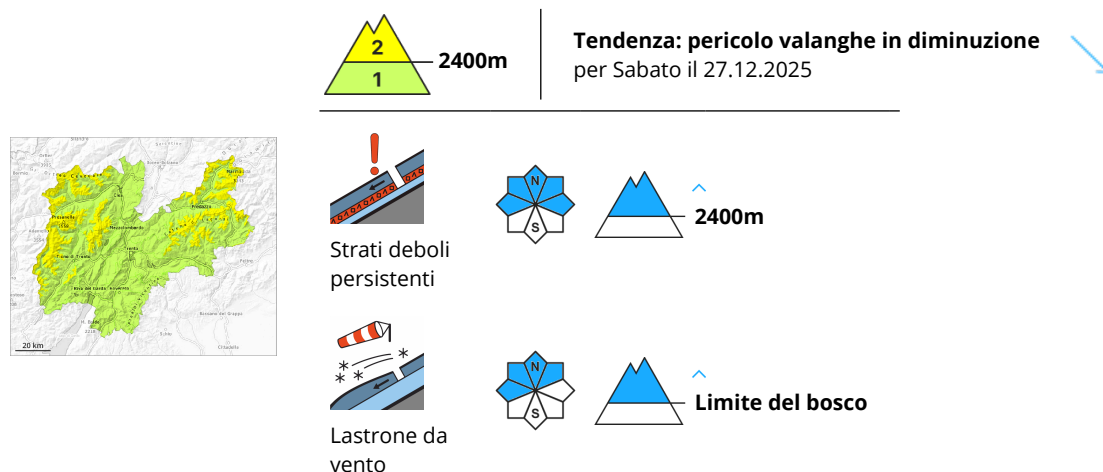 2
1
2400m
Tendenza: pericolo valanghe in diminuzione
per Sabato il 27.12.2025
N
S
2400m
Strati deboli
persistenti
N
S
Limite del bosco
Lastrone da
vento
Trento
20 km